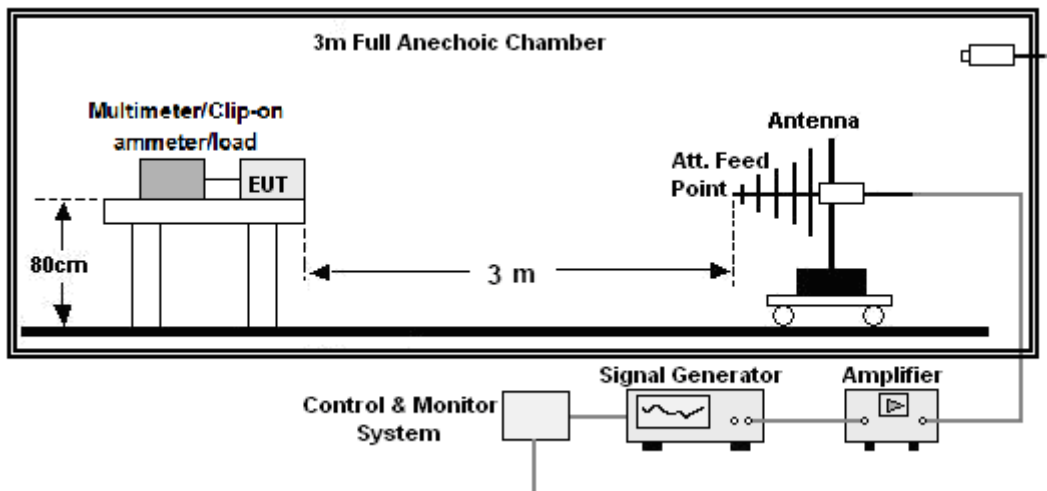 3m Full Anechoic Chamber
Multimeter/Clip-on
ammeter/load
EUT
Antenna
Att. Feed
Point
80cm
3 m
Signal Generator
Amplifier
Control & Monitor
System